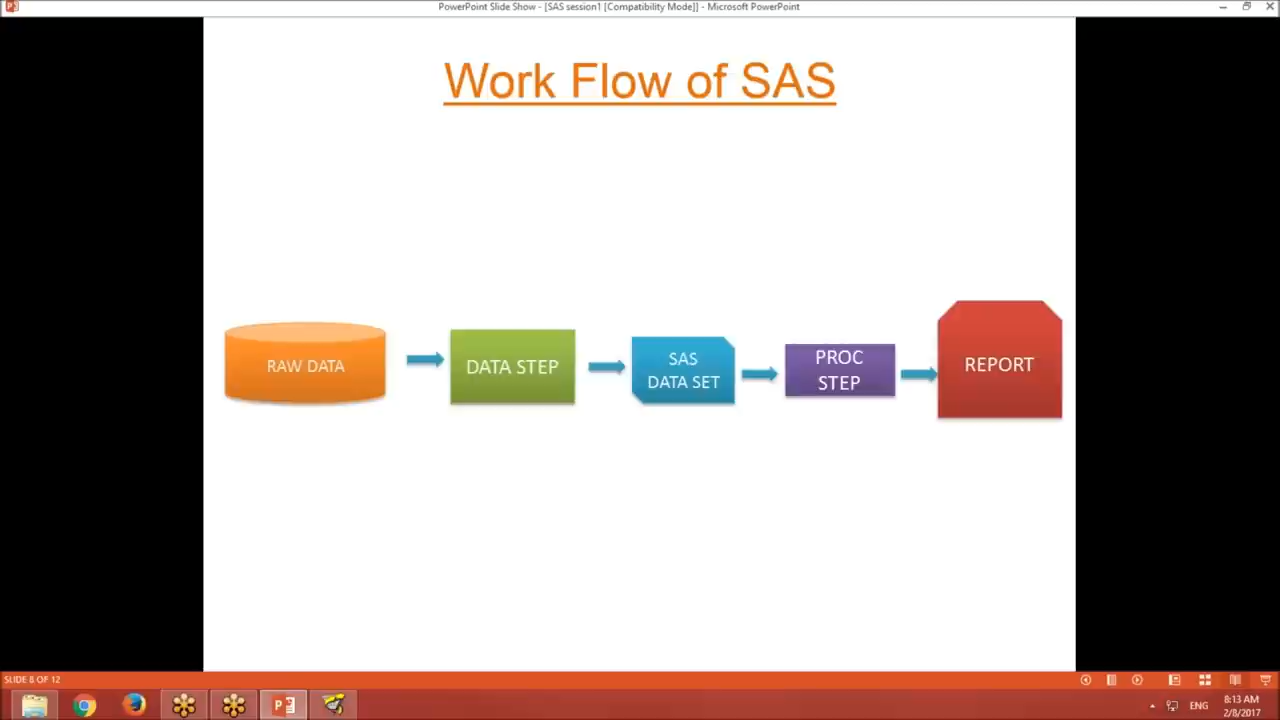 PowerPoint Slide Show - [SAS session1 [Compatibility Mode]] - Microsoft PowerPoint
Work Flow of SAS
RAW DATA
DATA STEP
SAS
DATA SET
PROC
STEP
REPORT
SLIDE 8 OF 12
ENG
8:13 AM
2/8/2017